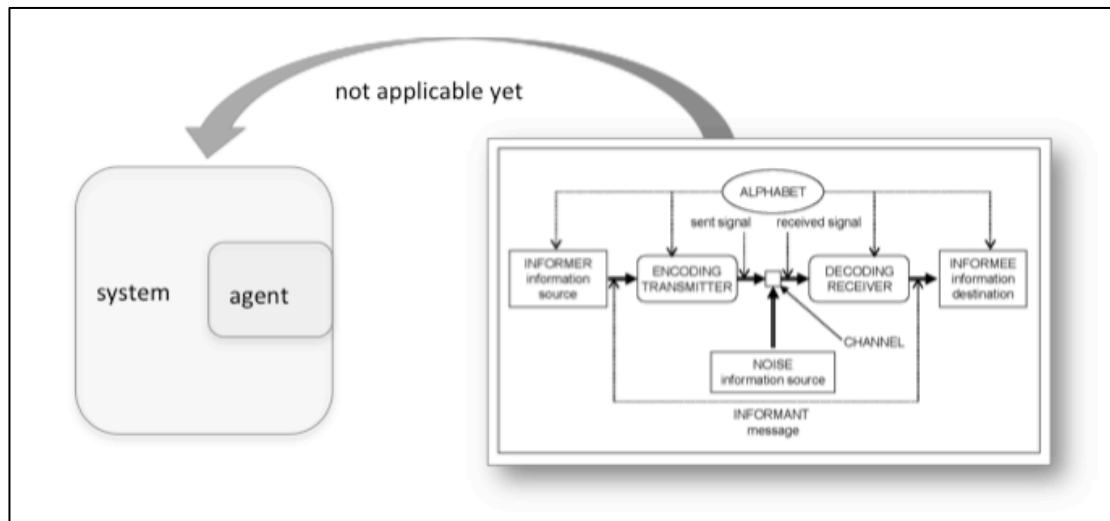 not applicable yet
system
agent
ALPHABET
sent signal
received signal
INFORMER
information
source
ENCODING
TRANSMITTER
DECODING
RECEIVER
INFORMEE
information
destination
CHANNEL
NOISE
information source
INFORMANT
message